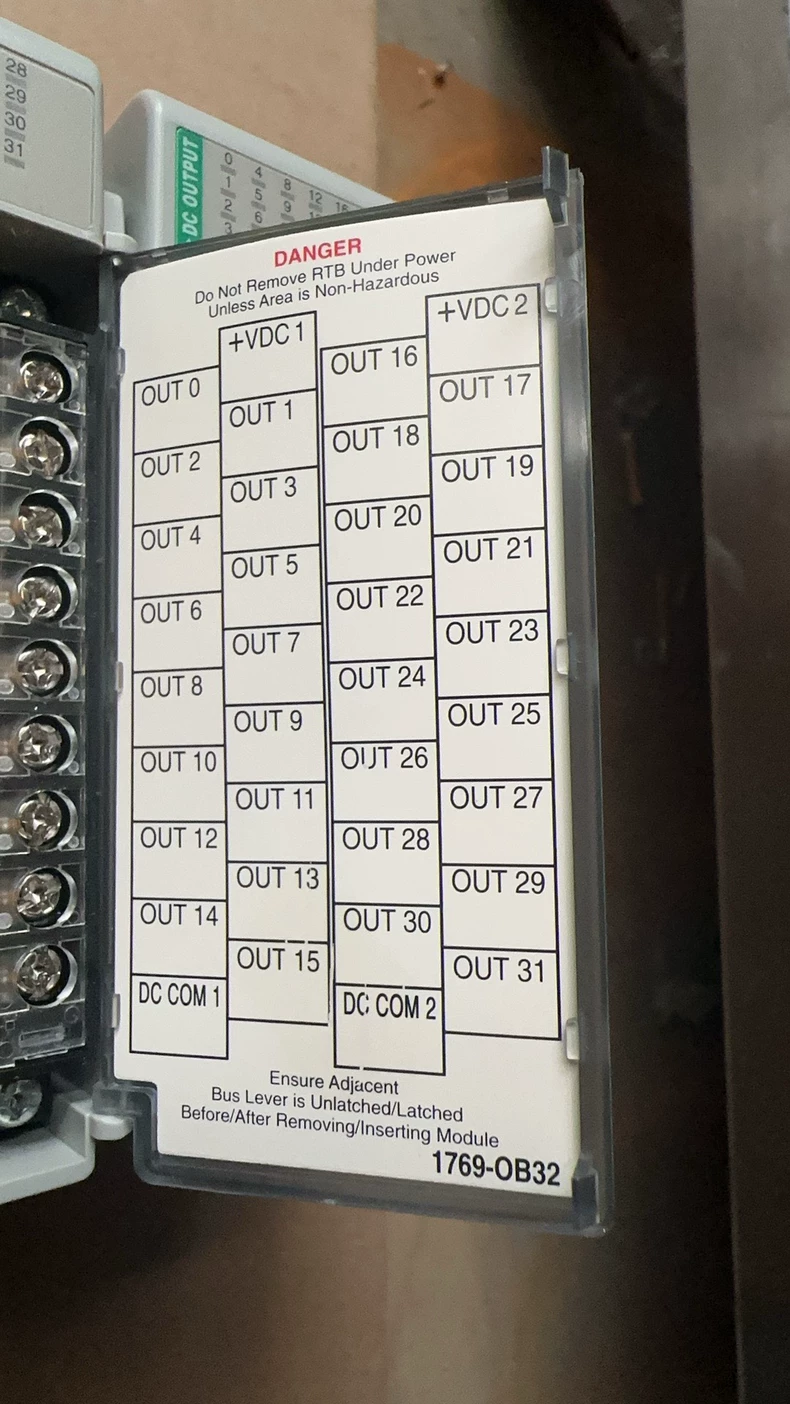 28
29
30
31
DC OUTPUT
0 4 8 12 16
1 5 9
2 6
3
DANGER
Do Not Remove RTB Under Power
Unless Area is Non-Hazardous
+VDC 1
+VDC 2
OUT 0
OUT 16
OUT 1
OUT 17
OUT 2
OUT 18
OUT 3
OUT 19
OUT 4
OUT 20
OUT 5
OUT 21
OUT 6
OUT 22
OUT 7
OUT 23
OUT 8
OUT 24
OUT 9
OUT 25
OUT 10
OUT 26
OUT 11
OUT 27
OUT 12
OUT 28
OUT 13
OUT 29
OUT 14
OUT 30
OUT 15
OUT 31
DC COM 1
DC COM 2
Ensure Adjacent
Bus Lever is Unlatched/Latched
Before/After Removing/Inserting Module
1769-OB32